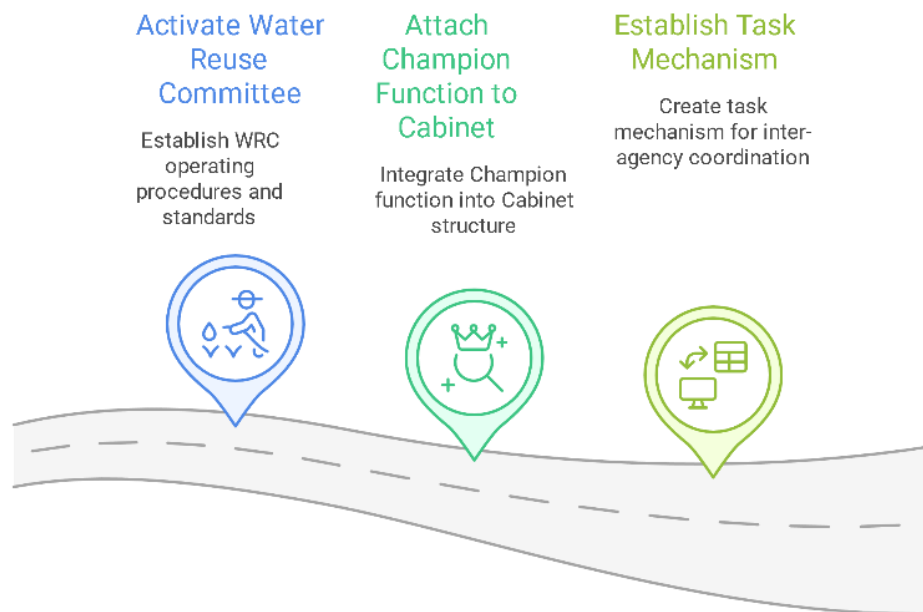 Activate Water
Reuse
Committee
Establish WRC
operating
procedures and
standards
Attach
Champion
Function to
Cabinet
Integrate Champion
function into Cabinet
structure
Establish Task
Mechanism
Create task
mechanism for inter-
agency coordination